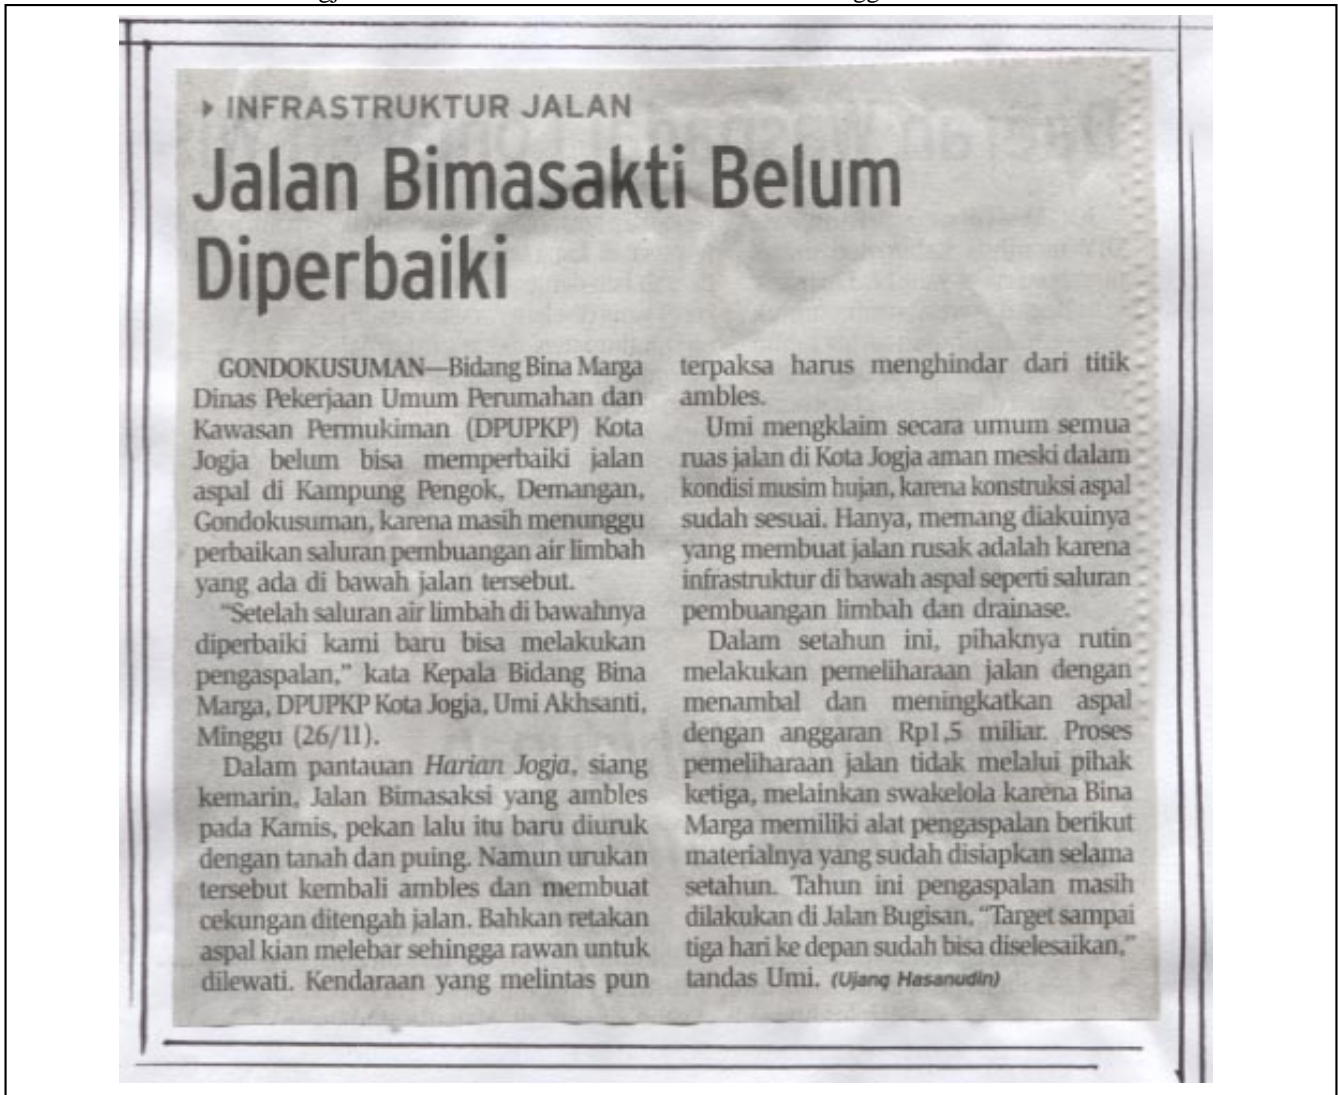 INFRASTRUKTUR JALAN
Jalan Bimasakti Belum
Diperbaiki
GONDOKUSUMAN—Bidang Bina Marga
Dinas Pekerjaan Umum Perumahan dan
Kawasan Permukiman (DPUPKP) Kota
Jogja belum bisa memperbaiki jalan
aspal di Kampung Pengok, Demangan,
Gondokusuman, karena masih menunggu
perbaikan saluran pembuangan air limbah
yang ada di bawah jalan tersebut.
"Setelah saluran air limbah di bawahnya
diperbaiki kami baru bisa melakukan
pengaspalan," kata Kepala Bidang Bina
Marga, DPUPKP Kota Jogja, Umi Akhsanti,
Minggu (26/11).
Dalam pantauan Harian Jogja, siang
kemarin, Jalan Bimasaksi yang ambles
pada Kamis, pekan lalu itu baru diuruk
dengan tanah dan puing. Namun urukan
tersebut kembali ambles dan membuat
cekungan ditengah jalan. Bahkan retakan
aspal kian melebar sehingga rawan untuk
dilewati. Kendaraan yang melintas pun
terpaksa harus menghindar dari titik
ambles.
Umi mengklaim secara umum semua
ruas jalan di Kota Jogja aman meski dalam
kondisi musim hujan, karena konstruksi aspal
sudah sesuai. Hanya, memang diakuinya
yang membuat jalan rusak adalah karena
infrastruktur di bawah aspal seperti saluran
pembuangan limbah dan drainase.
Dalam setahun ini, pihaknya rutin
melakukan pemeliharaan jalan dengan
menambal dan meningkatkan aspal
dengan anggaran Rp1,5 miliar. Proses
pemeliharaan jalan tidak melalui pihak
ketiga, melainkan swakelola karena Bina
Marga memiliki alat pengaspalan berikut
materialnya yang sudah disiapkan selama
setahun. Tahun ini pengaspalan masih
dilakukan di Jalan Bugisan, "Target sampai
tiga hari ke depan sudah bisa diselesaikan,"
tandas Umi. (Ujang Hasanudin)